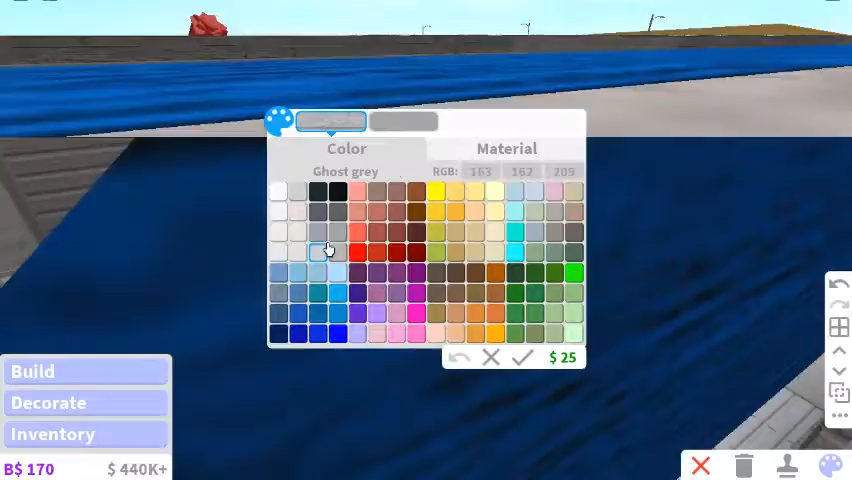 Color
Material
Ghost grey
RGB: 163 162 209
$ 25
Build
Decorate
Inventory
B$ 170
$ 440K+